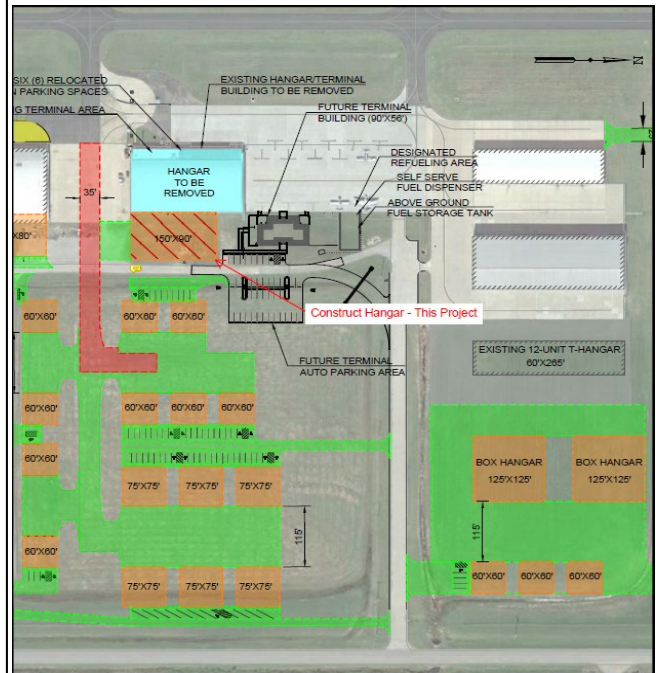 SIX (6) RELOCATED
N PARKING SPACES
EXISTING HANGAR/TERMINAL
BUILDING TO BE REMOVED
G TERMINAL AREA
FUTURE TERMINAL
BUILDING (90'X56')
N
HANGAR
TO BE
REMOVED
DESIGNATED
REFUELING AREA
SELF SERVE
FUEL DISPENSER
ABOVE GROUND
FUEL STORAGE TANK
35'
X80'
150'X90'
Construct Hangar - This Project
60'X60'
60'X60'
60'X60'
FUTURE TERMINAL
AUTO PARKING AREA
EXISTING 12-UNIT T-HANGAR
60'X265'
60'X60'
60'X60'
60'X60'
60'X60'
60'X60'
75'X75'
75'X75'
75'X75'
BOX HANGAR
125'X125'
BOX HANGAR
125'X125'
115'
115'
60'X60'
75'X75'
75'X75'
75'X75'
60'X60'
60'X60'
60'X60'